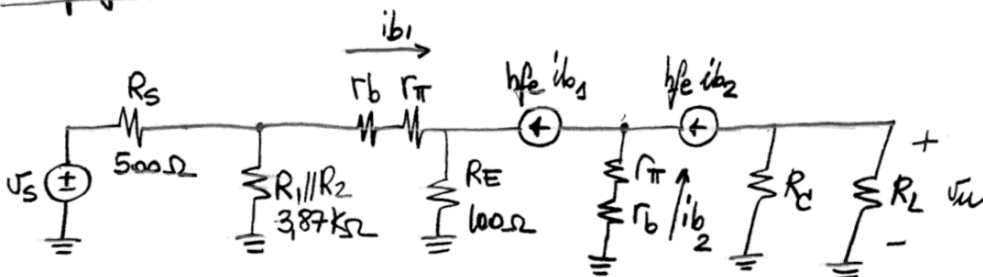 ib1
rb rπ
hfe ib1
hfe ib2
RS
500Ω
vS
±
R1//R2
3,87KΩ
RE
100Ω
rπ
rb
ib2
RC
RL
vu
+
−